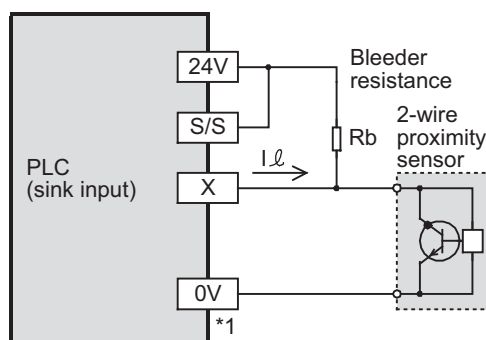 24V
Bleeder
resistance
S/S
2-wire
proximity
sensor
Rb
PLC
(sink input)
Iℓ
X
0V
*1